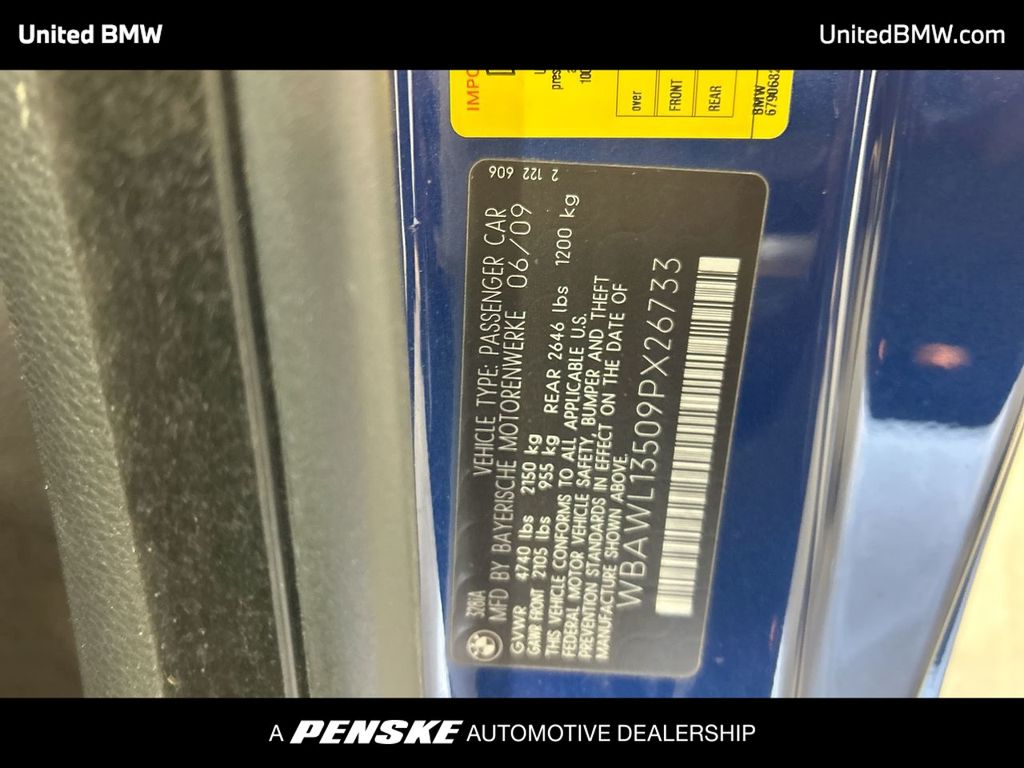 United BMW
UnitedBMW.com
IMPO
pres
100
over
FRONT
REAR
BMW
6790682
328iA
VEHICLE TYPE: PASSENGER CAR
MFD BY BAYERISCHE MOTORENWERKE 06/09
GVWR 4740 lbs 2150 kg
GAWR FRONT 2105 lbs 955 kg REAR 2646 lbs 1200 kg
THIS VEHICLE CONFORMS TO ALL APPLICABLE U.S.
FEDERAL MOTOR VEHICLE SAFETY, BUMPER AND THEFT
PREVENTION STANDARDS IN EFFECT ON THE DATE OF
MANUFACTURE SHOWN ABOVE.
WBAWL13509PX26733
2 122 606
A PENSKE AUTOMOTIVE DEALERSHIP